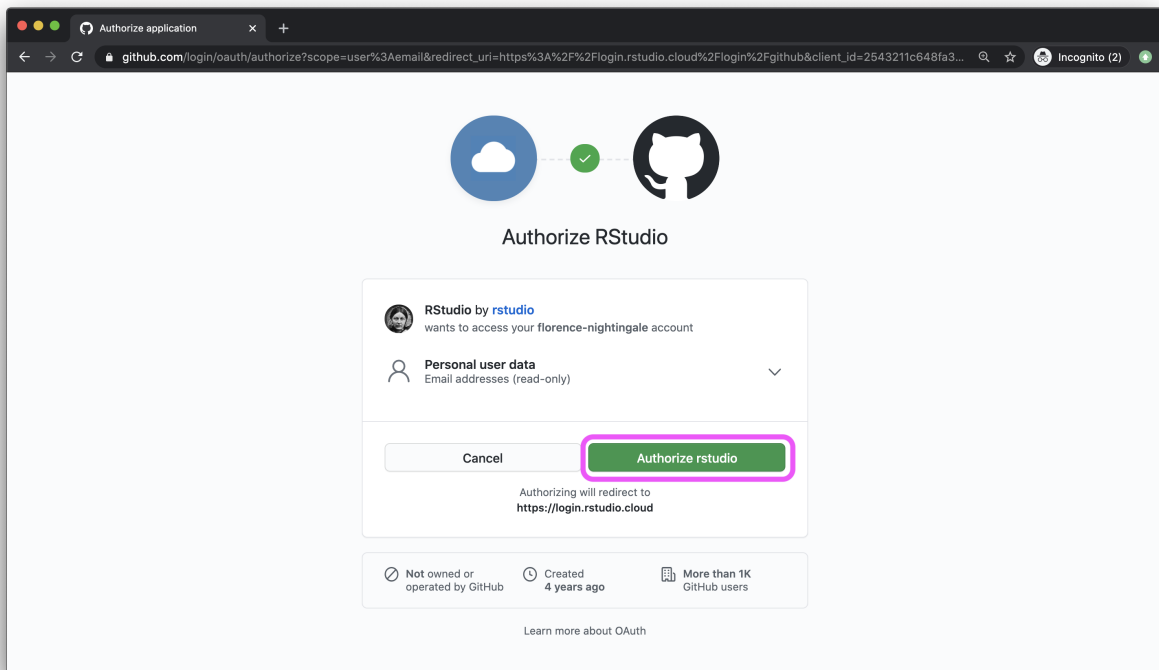 Authorize application
github.com/login/oauth/authorize?scope=user%3Aemail&redirect_uri=https%3A%2F%2Flogin.rstudio.cloud%2Flogin%2Fgithub&client_id=2543211c648fa3...
Incognito (2)
Authorize RStudio
RStudio by rstudio
wants to access your florence-nightingale account
Personal user data
Email addresses (read-only)
Cancel
Authorize rstudio
Authorizing will redirect to
https://login.rstudio.cloud
Not owned or
operated by GitHub
Created
4 years ago
More than 1K
GitHub users
Learn more about OAuth